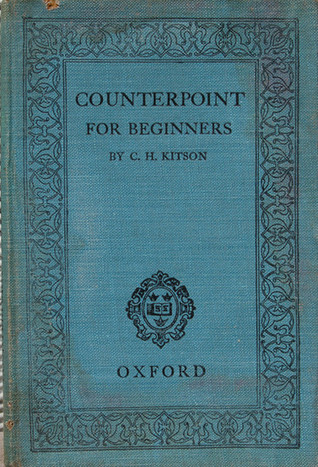 COUNTERPOINT
FOR BEGINNERS
BY C. H. KITSON
OXFORD